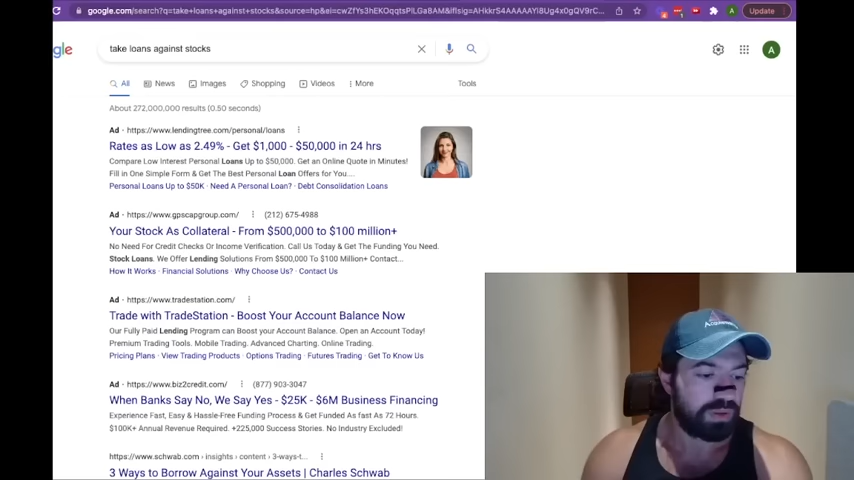 google.com/search?q=take+loans+against+stocks&source=hp&ei=cwZfYs3hEKOqqtsPiLGa8AM&iflsig=AHkkrS4AAAAAYl8Ug4x0gQV9rC...
Update
gle
take loans against stocks
A
All
News
Images
Shopping
Videos
More
Tools
About 272,000,000 results (0.50 seconds)
Ad · https://www.lendingtree.com/personal/loans
Rates as Low as 2.49% - Get $1,000 - $50,000 in 24 hrs
Compare Low Interest Personal Loans Up to $50,000. Get an Online Quote in Minutes!
Fill in One Simple Form & Get The Best Personal Loan Offers for You...
Personal Loans Up to $50K · Need A Personal Loan? · Debt Consolidation Loans
Ad · https://www.gpscapgroup.com/ (212) 675-4988
Your Stock As Collateral - From $500,000 to $100 million+
No Need For Credit Checks Or Income Verification. Call Us Today & Get The Funding You Need.
Stock Loans. We Offer Lending Solutions From $500,000 To $100 Million+ Contact...
How It Works · Financial Solutions · Why Choose Us? · Contact Us
Ad · https://www.tradestation.com/
Trade with TradeStation - Boost Your Account Balance Now
Our Fully Paid Lending Program can Boost your Account Balance. Open an Account Today!
Premium Trading Tools. Mobile Trading. Advanced Charting. Online Trading.
Pricing Plans · View Trading Products · Options Trading · Futures Trading · Get To Know Us
Ad · https://www.biz2credit.com/ (877) 903-3047
When Banks Say No, We Say Yes - $25K - $6M Business Financing
Experience Fast, Easy & Hassle-Free Funding Process & Get Funded As fast As 72 Hours.
$100K+ Annual Revenue Required. +225,000 Success Stories. No Industry Excluded!
https://www.schwab.com › insights › content › 3-ways-t...
3 Ways to Borrow Against Your Assets | Charles Schwab